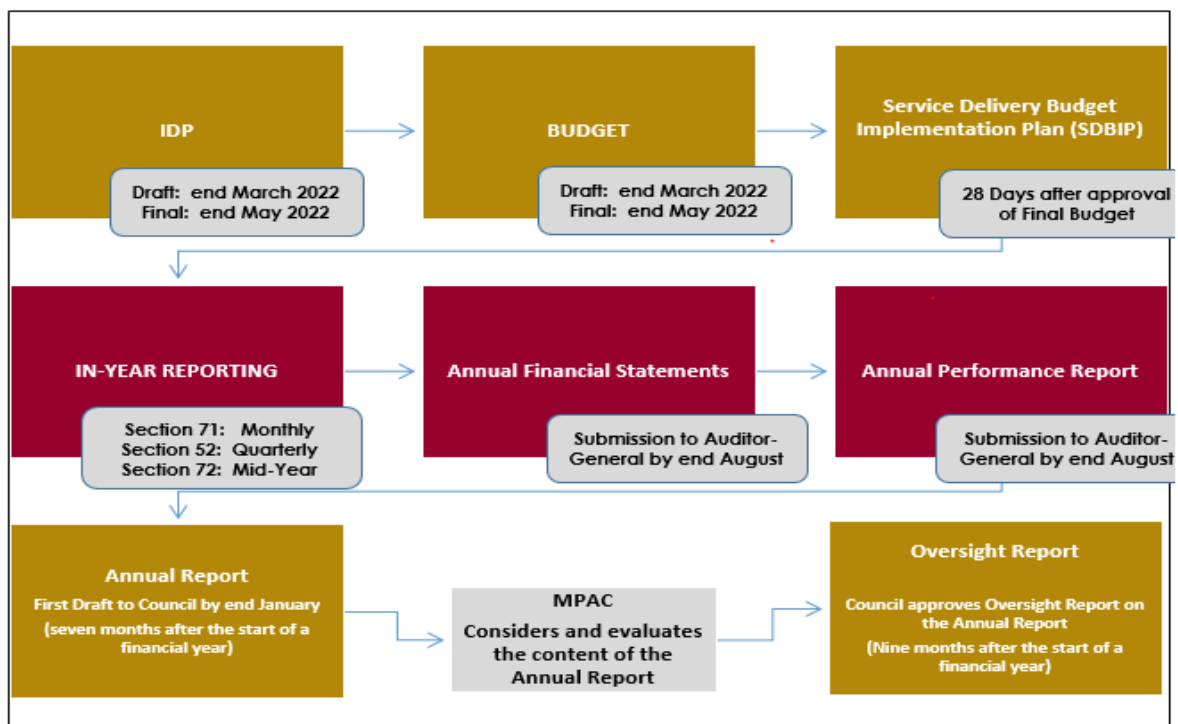 IDP
Draft: end March 2022
Final: end May 2022
BUDGET
Draft: end March 2022
Final: end May 2022
Service Delivery Budget
Implementation Plan (SDBIP)
28 Days after approval
of Final Budget
IN-YEAR REPORTING
Section 71: Monthly
Section 52: Quarterly
Section 72: Mid-Year
Annual Financial Statements
Submission to Auditor-
General by end August
Annual Performance Report
Submission to Auditor-
General by end August
Annual Report
First Draft to Council by end January
(seven months after the start of a
financial year)
MPAC
Considers and evaluates
the content of the
Annual Report
Oversight Report
Council approves Oversight Report on
the Annual Report
(Nine months after the start of a
financial year)